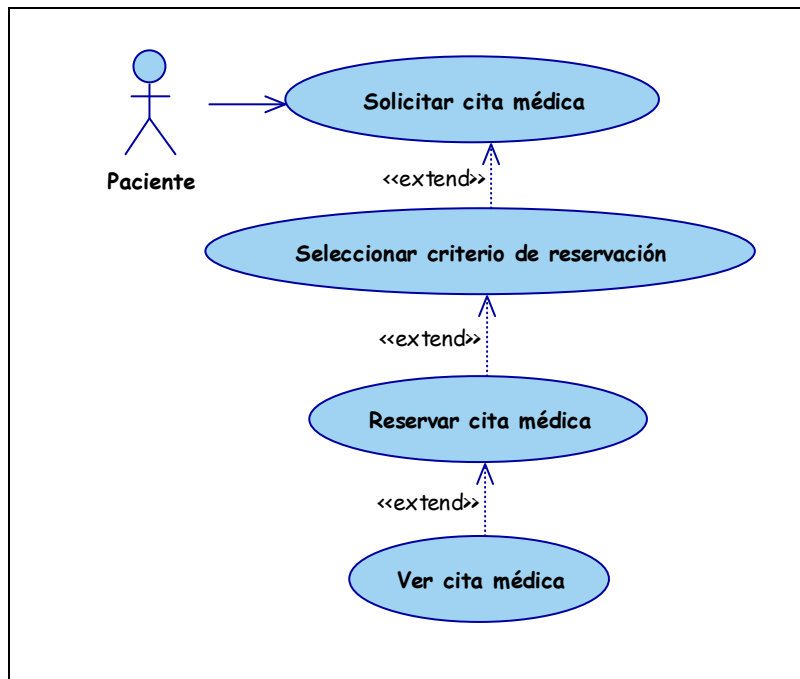 Solicitar cita médica
Paciente
<<extend>>
Seleccionar criterio de reservación
<<extend>>
Reservar cita médica
<<extend>>
Ver cita médica